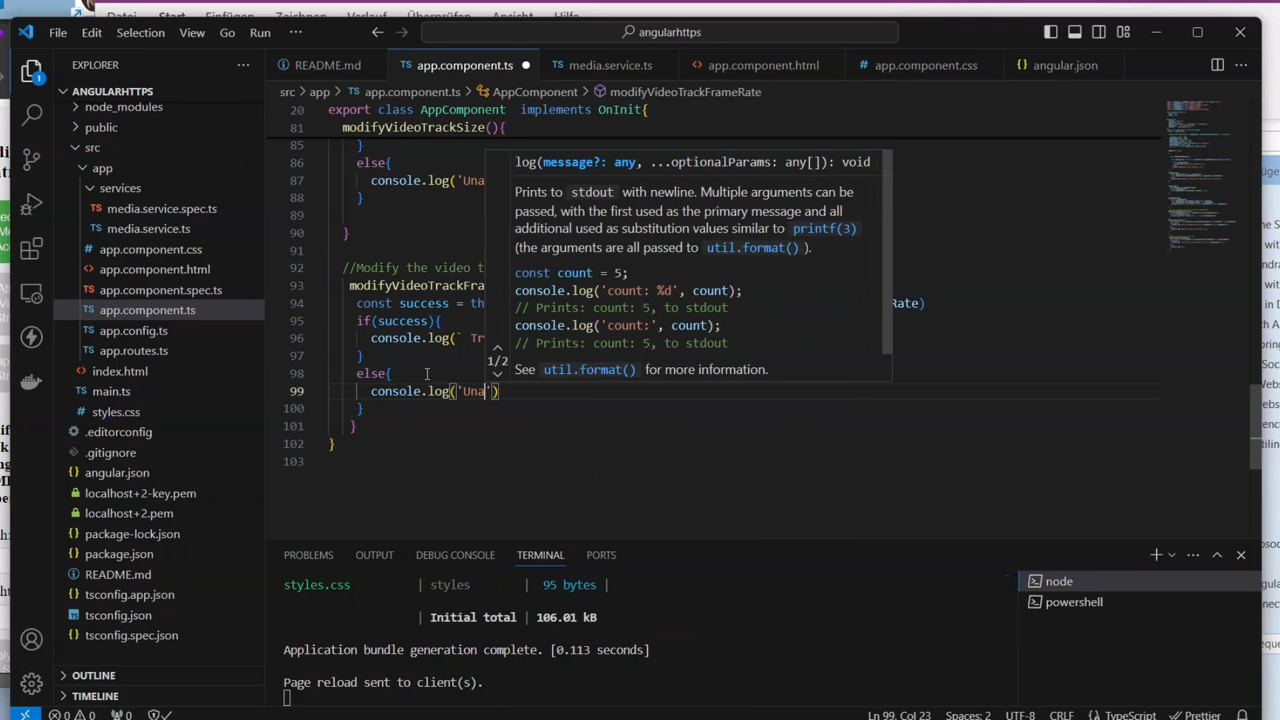 File Edit Selection View Go Run ··· angularhttps
EXPLORER ···
README.md TS app.component.ts TS media.service.ts app.component.html app.component.css angular.json ···
ANGULARHTTPS
src > app > TS app.component.ts > AppComponent > modifyVideoTrackFrameRate
node_modules
public
src
app
services
TS media.service.spec.ts
TS media.service.ts
app.component.css
app.component.html
TS app.component.spec.ts
TS app.component.ts
TS app.config.ts
TS app.routes.ts
index.html
TS main.ts
styles.css
.editorconfig
.gitignore
angular.json
localhost+2-key.pem
localhost+2.pem
package-lock.json
package.json
README.md
tsconfig.app.json
tsconfig.json
tsconfig.spec.json
OUTLINE
TIMELINE
20 export class AppComponent implements OnInit{
81 modifyVideoTrackSize(){
85 }
86 else{
87 console.log('Una
88 }
89
90 }
91
92 //Modify the video t
93 modifyVideoTrackFra
94 const success = th Rate)
95 if(success){
96 console.log(` Tr
97 }
98 else{
99 console.log('Una')
100 }
101 }
102 }
103
log(message?: any, ...optionalParams: any[]): void
Prints to stdout with newline. Multiple arguments can be
passed, with the first used as the primary message and all
additional used as substitution values similar to printf(3)
(the arguments are all passed to util.format() ).
const count = 5;
console.log('count: %d', count);
// Prints: count: 5, to stdout
console.log('count:', count);
// Prints: count: 5, to stdout
1/2
See util.format() for more information.
PROBLEMS OUTPUT DEBUG CONSOLE TERMINAL PORTS ···
styles.css | styles | 95 bytes |
| Initial total | 106.01 kB
Application bundle generation complete. [0.113 seconds]
Page reload sent to client(s).
node
powershell
0 0 0 Ln 99, Col 23 Spaces: 2 UTF-8 CRLF {} TypeScript Prettier